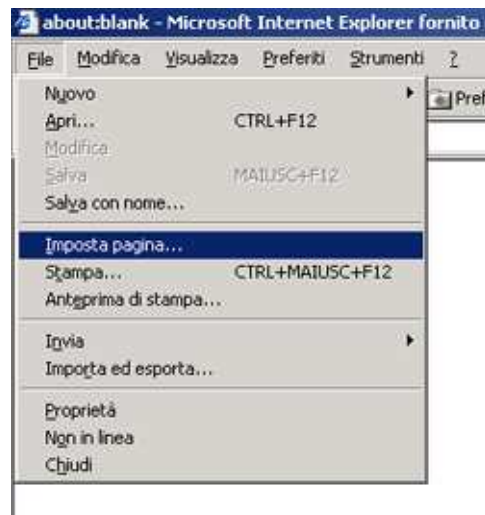 about:blank - Microsoft Internet Explorer fornito
File Modifica Visualizza Preferiti Strumenti ?
Nuovo
Pref
Apri... CTRL+F12
Modifica
Salva MAIUSC+F12
Salva con nome...
Imposta pagina...
Stampa... CTRL+MAIUSC+F12
Anteprima di stampa...
Invia
Importa ed esporta...
Proprietà
Non in linea
Chiudi